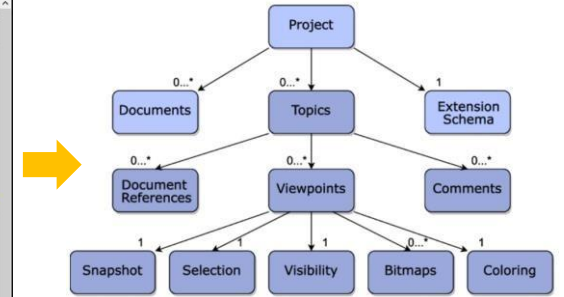 Project
0...*
0...*
1
Documents
Topics
Extension
Schema
0...*
0...*
0...*
Document
References
Viewpoints
Comments
1
1
1
0...*
1
Snapshot
Selection
Visibility
Bitmaps
Coloring